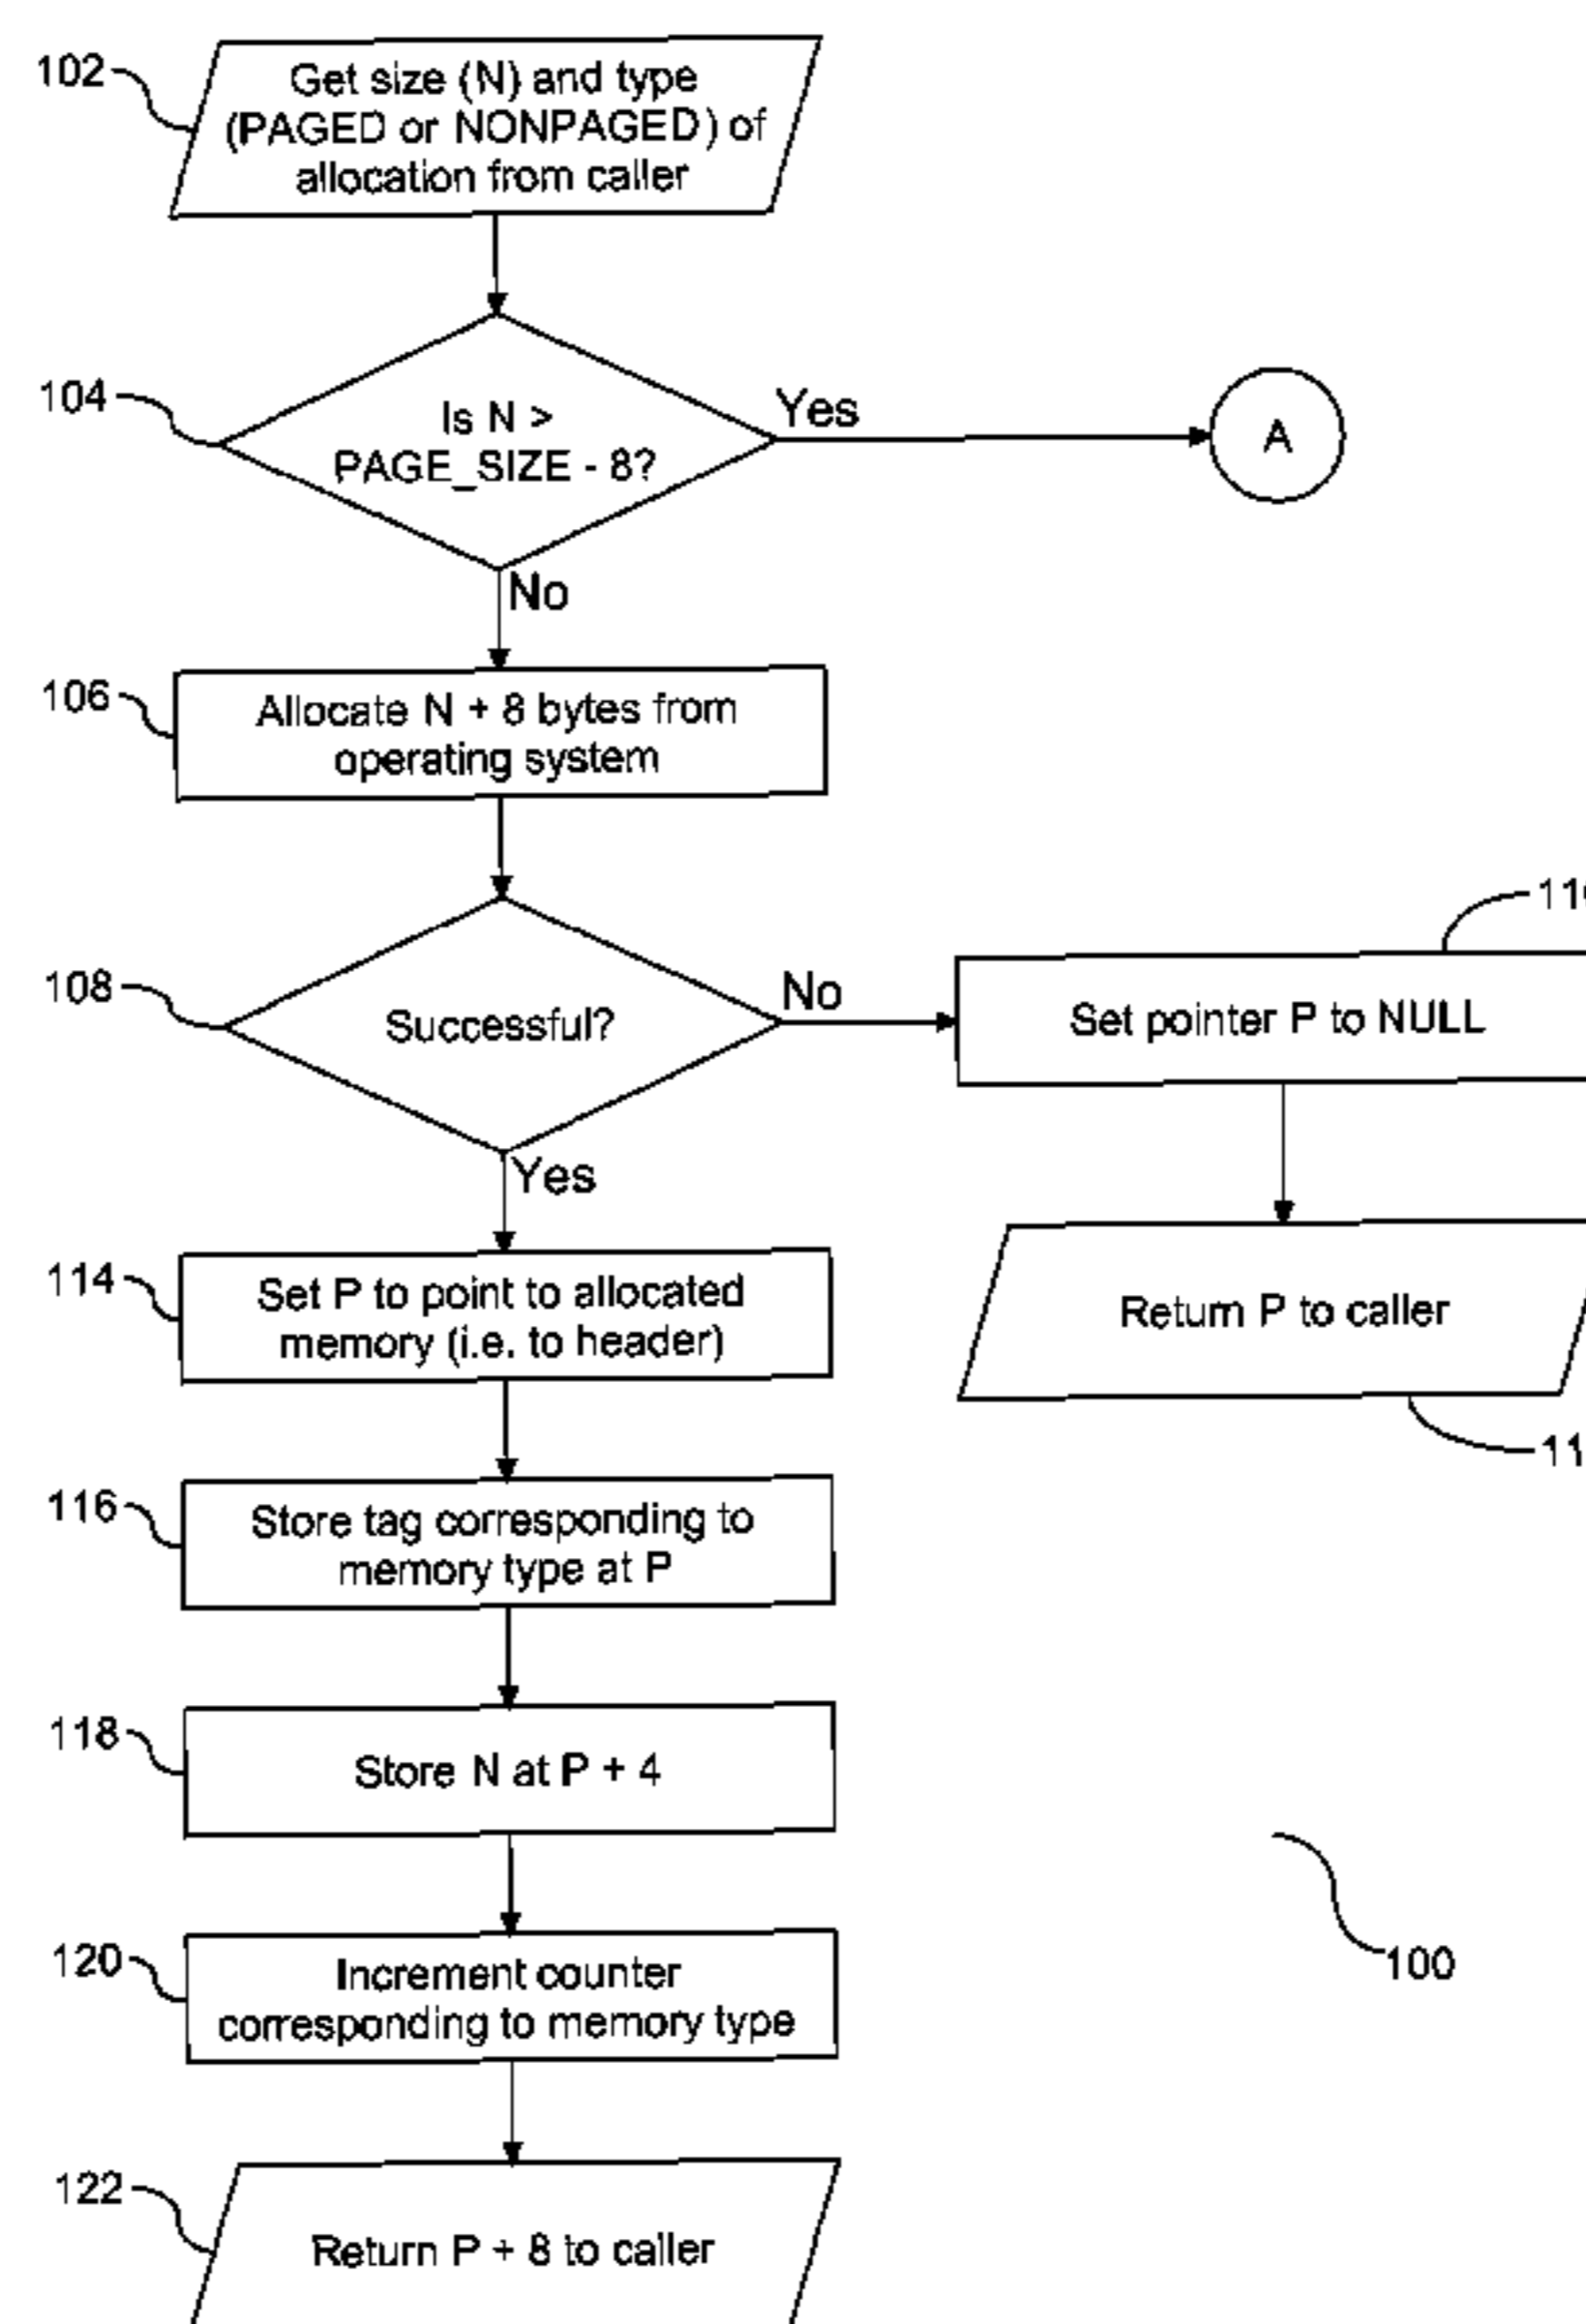 102
Get size (N) and type
(PAGED or NONPAGED) of
allocation from caller
104
Is N >
PAGE_SIZE - 8?
Yes
A
No
106
Allocate N + 8 bytes from
operating system
108
Successful?
No
Set pointer P to NULL
Yes
114
Set P to point to allocated
memory (i.e. to header)
Return P to caller
116
Store tag corresponding to
memory type at P
118
Store N at P + 4
120
Increment counter
corresponding to memory type
100
122
Return P + 8 to caller